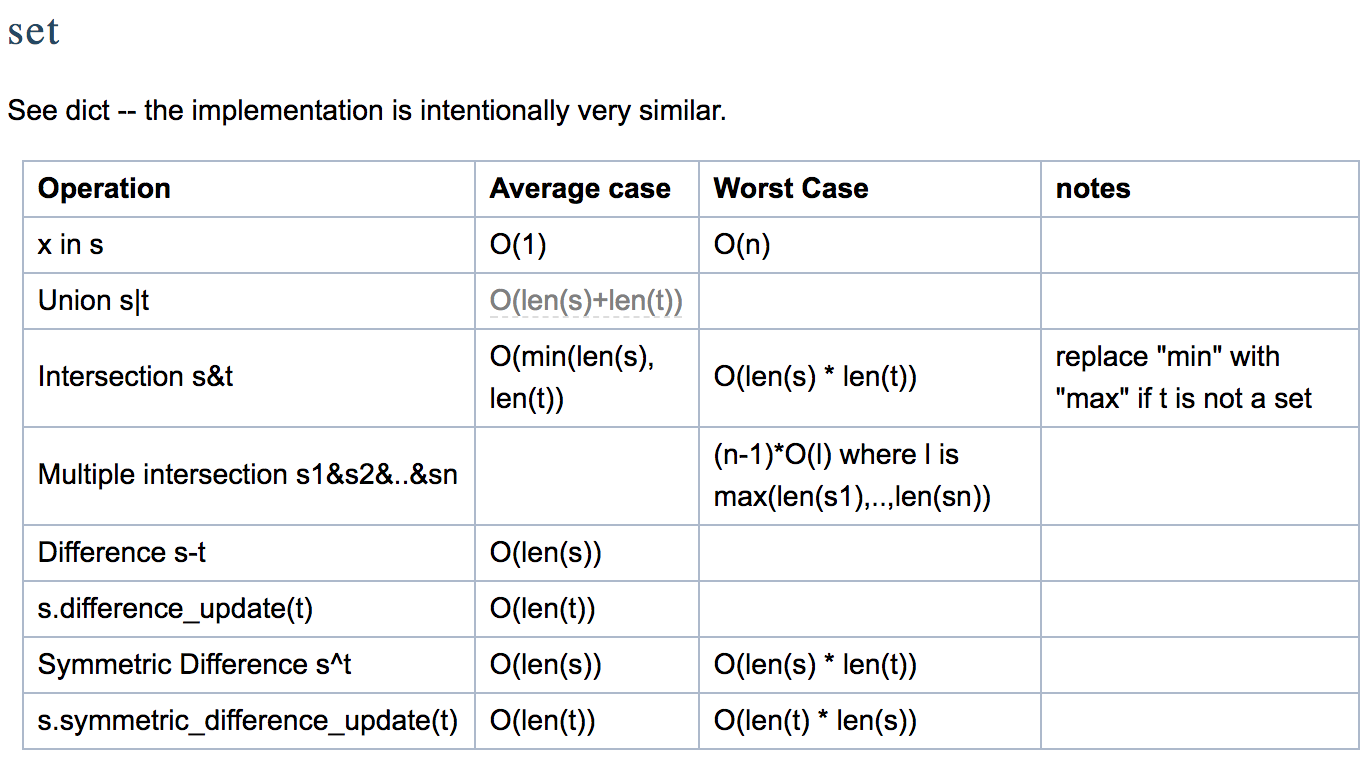 set
See dict -- the implementation is intentionally very similar.
Operation Average case Worst Case notes
x in s O(1) O(n)
Union s|t O(len(s)+len(t))
Intersection s&t O(min(len(s), len(t)) O(len(s) * len(t)) replace "min" with "max" if t is not a set
Multiple intersection s1&s2&..&sn (n-1)*O(l) where l is max(len(s1),..,len(sn))
Difference s-t O(len(s))
s.difference_update(t) O(len(t))
Symmetric Difference s^t O(len(s)) O(len(s) * len(t))
s.symmetric_difference_update(t) O(len(t)) O(len(t) * len(s))